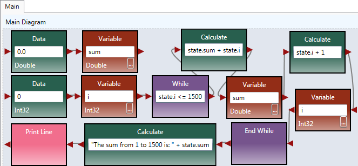 Main
Main Diagram
Data
0.0
Double
Variable
sum
Double
...
Calculate
state.sum + state.i
Calculate
state.i + 1
Data
0
Int32
Variable
i
Int32
...
While
state.i <= 1500
Variable
sum
Double
...
Variable
i
Int32
...
Print Line
Calculate
"The sum from 1 to 1500 is: " + state.sum
End While